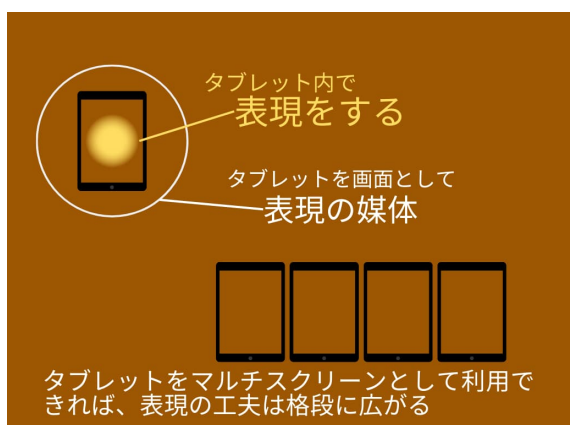 タブレット内で
表現をする
タブレットを画面として
表現の媒体
タブレットをマルチスクリーンとして利用で
きれば、表現の工夫は格段に広がる